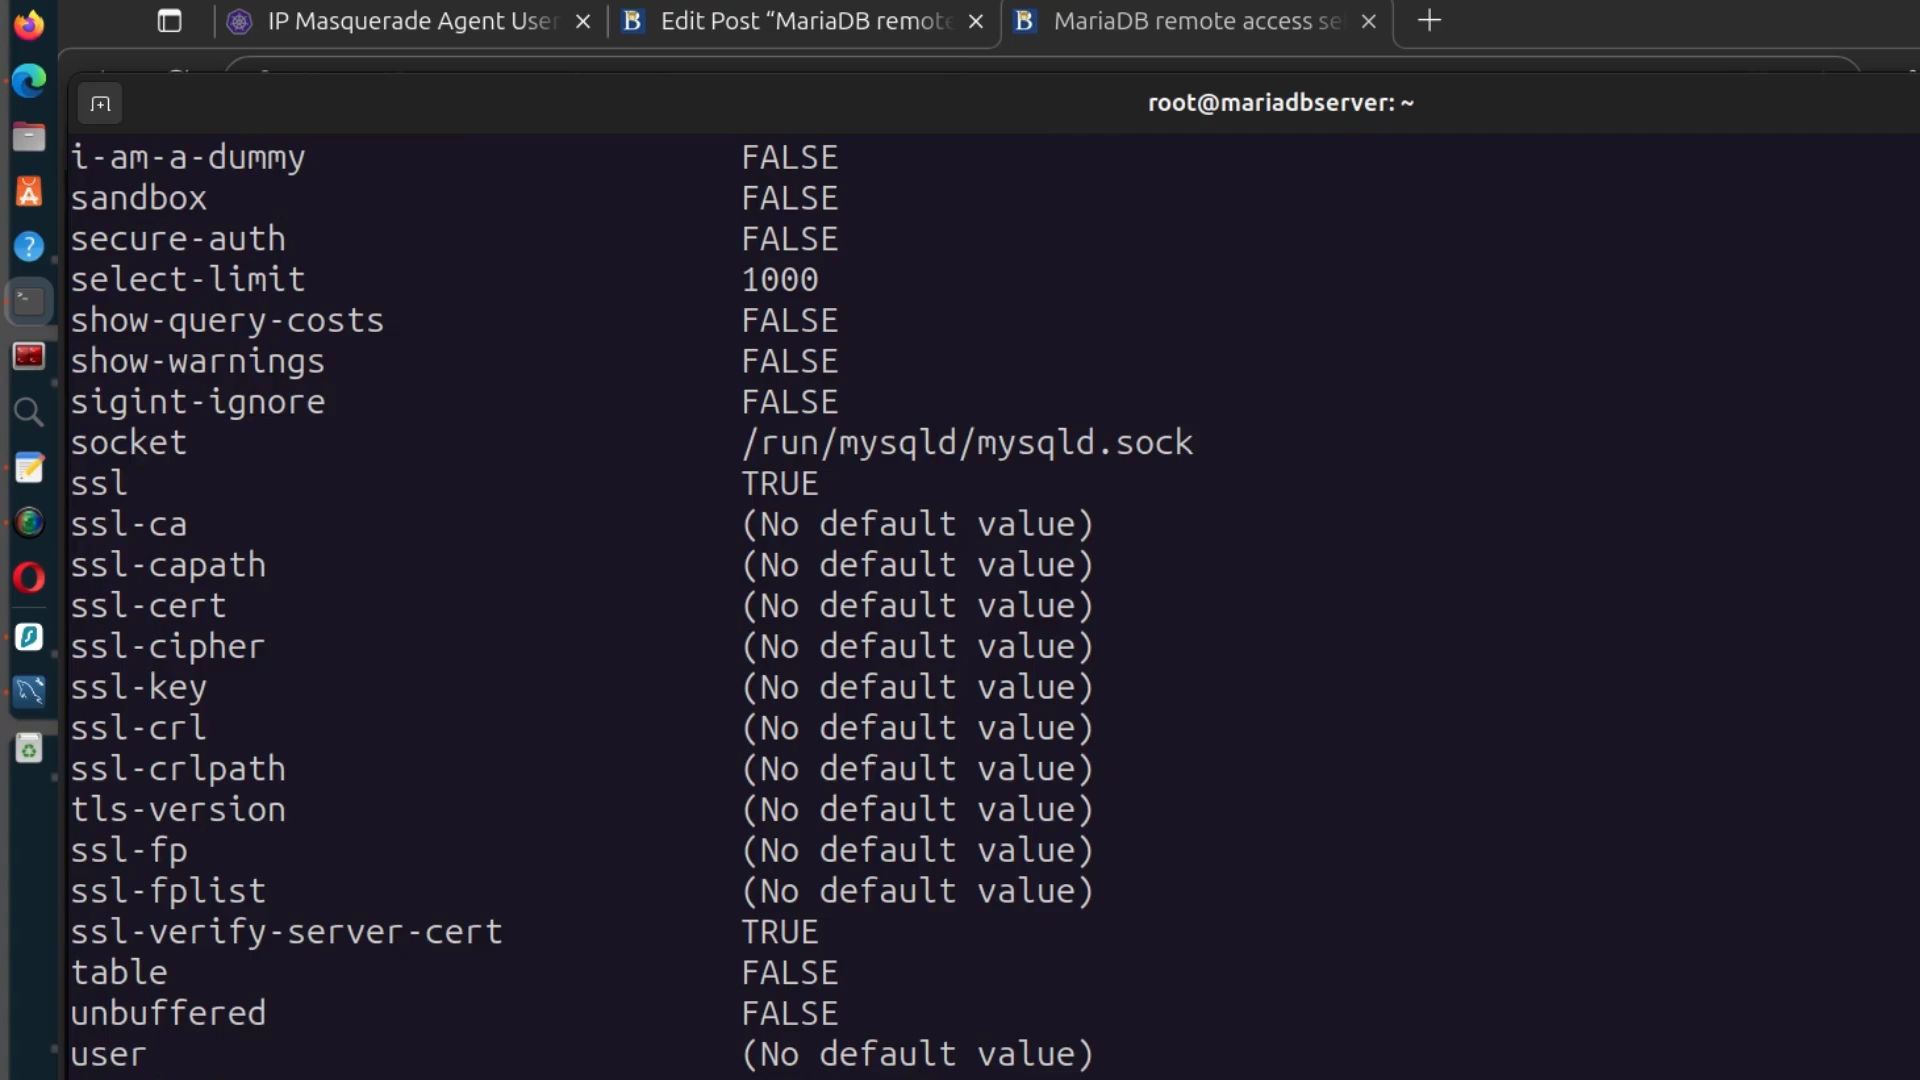 IP Masquerade Agent User
Edit Post “MariaDB remote
MariaDB remote access se
root@mariadbserver: ~
i-am-a-dummy FALSE
sandbox FALSE
secure-auth FALSE
select-limit 1000
show-query-costs FALSE
show-warnings FALSE
sigint-ignore FALSE
socket /run/mysqld/mysqld.sock
ssl TRUE
ssl-ca (No default value)
ssl-capath (No default value)
ssl-cert (No default value)
ssl-cipher (No default value)
ssl-key (No default value)
ssl-crl (No default value)
ssl-crlpath (No default value)
tls-version (No default value)
ssl-fp (No default value)
ssl-fplist (No default value)
ssl-verify-server-cert TRUE
table FALSE
unbuffered FALSE
user (No default value)